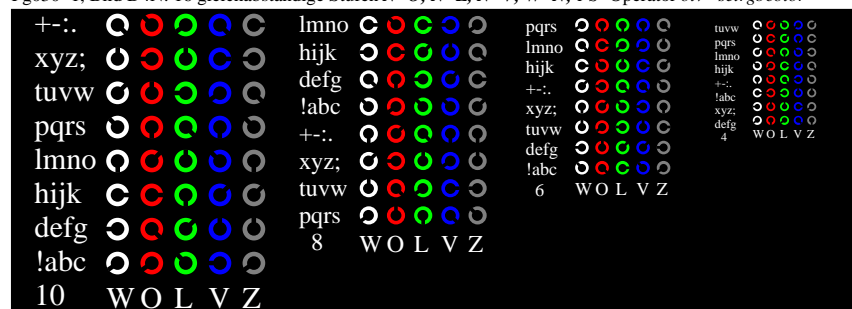 +-:.
xyz;
tuvw
pqrs
lmno
hijk
defg
!abc
10 W O L V Z
lmno
hijk
defg
!abc
+-:.
xyz;
tuvw
pqrs
8 W O L V Z
pqrs
lmno
hijk
+-:.
xyz;
tuvw
defg
!abc
6 W O L V Z
tuvw
pqrs
lmno
hijk
+-:.
!abc
xyz;
defg
4 W O L V Z